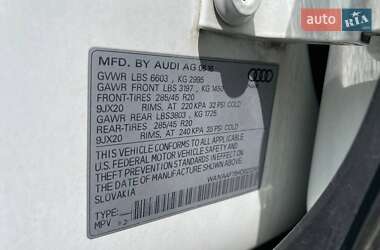 auto
RIA.com
MFD. BY AUDI AG
GVWR LBS 6603, KG 2995
GAWR FRONT LBS 3197, KG 1450
FRONT-TIRES 285/45 R20
9JX20 RIMS, AT 220 KPA 32 PSI COLD
GAWR REAR LBS3803 KG 1725
REAR-TIRES 285/45 R20
9JX20 RIMS, AT 240 KPA 35 PSI COLD
THIS VEHICLE CONFORMS TO ALL APPLICABLE
U.S. FEDERAL MOTOR VEHICLE SAFETY AND
THEFT PREVENTION STANDARDS IN EFFECT ON THE
DATE OF MANUFACTURE SHOWN ABOVE.
SLOVAKIA
TYPE:
MPV